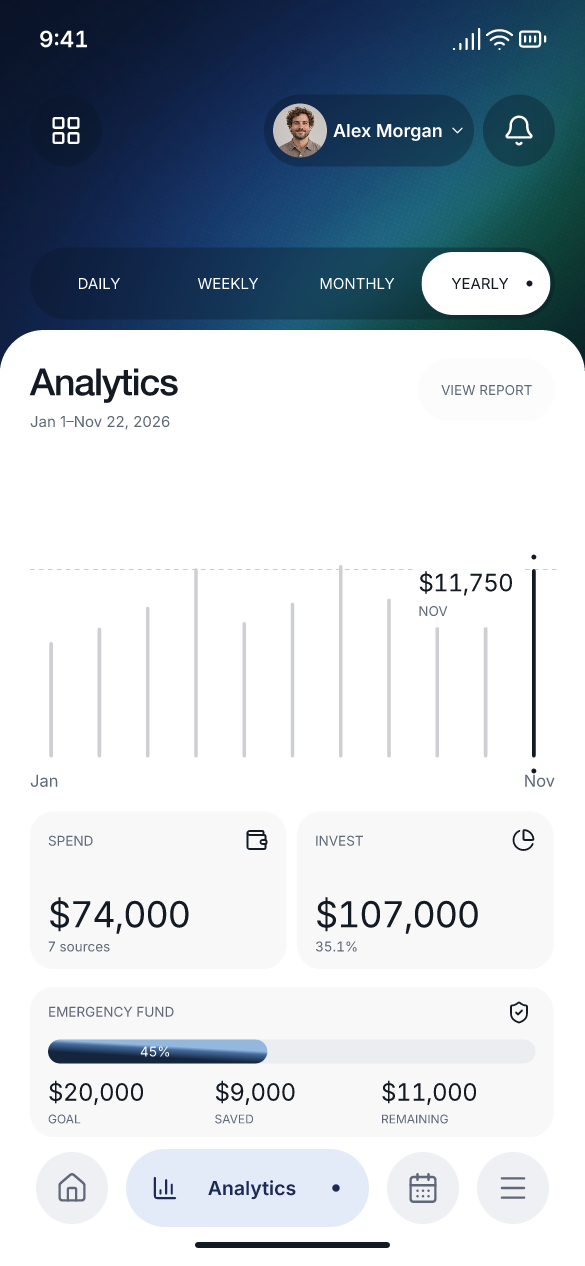 9:41
Alex Morgan
DAILY WEEKLY MONTHLY YEARLY
Analytics
VIEW REPORT
Jan 1–Nov 22, 2026
$11,750
NOV
Jan Nov
SPEND
$74,000
7 sources
INVEST
$107,000
35.1%
EMERGENCY FUND
45%
$20,000 $9,000 $11,000
GOAL SAVED REMAINING
Analytics